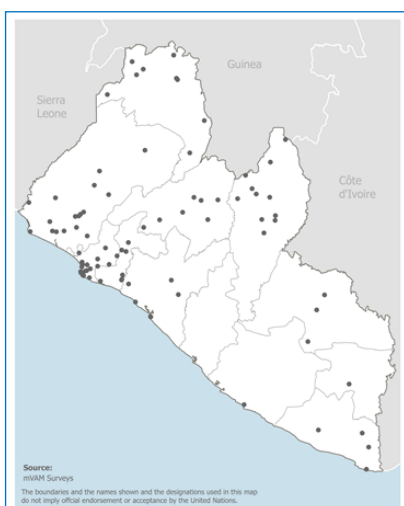 Guinea
Sierra
Leone
Côte
d'Ivoire
Source:
mVAM Surveys
The boundaries and the names shown and the designations used in this map
do not imply offcial endorsement or acceptance by the United Nations.